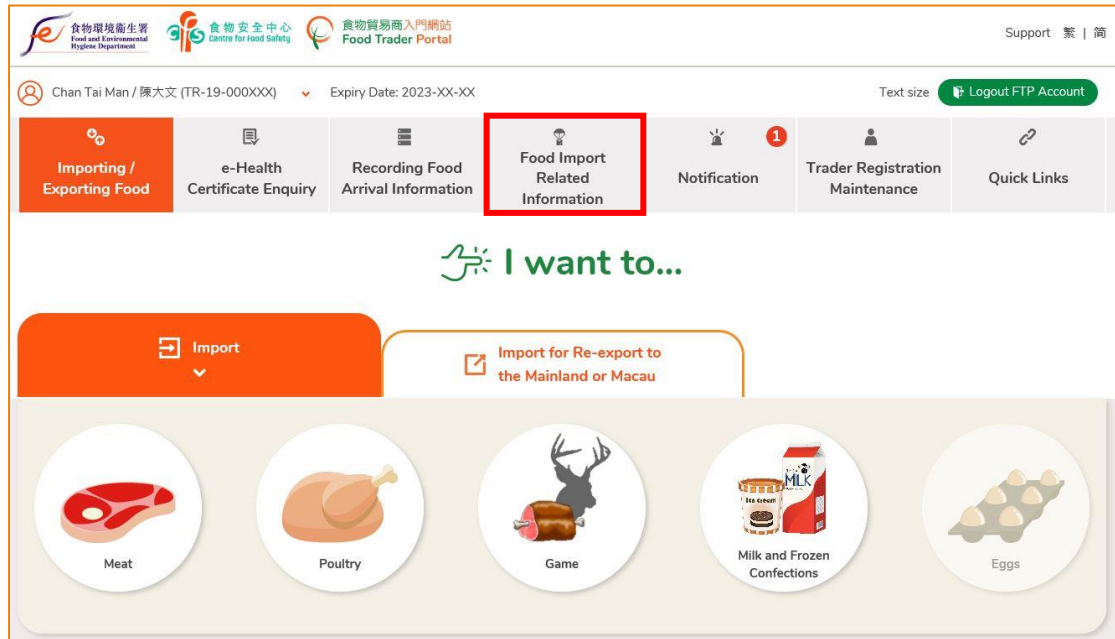 食物環境衞生署
Food and Environmental
Hygiene Department
食物安全中心
Centre for Food Safety
食物貿易商入門網站
Food Trader Portal
Support 繁 | 简
Chan Tai Man / 陳大文 (TR-19-000XXX)
Expiry Date: 2023-XX-XX
Text size
Logout FTP Account
Importing /
Exporting Food
e-Health
Certificate Enquiry
Recording Food
Arrival Information
Food Import
Related
Information
1
Notification
Trader Registration
Maintenance
Quick Links
I want to...
Import
Import for Re-export to
the Mainland or Macau
Meat
Poultry
Game
MILK
Ice cream
Milk and Frozen
Confections
Eggs